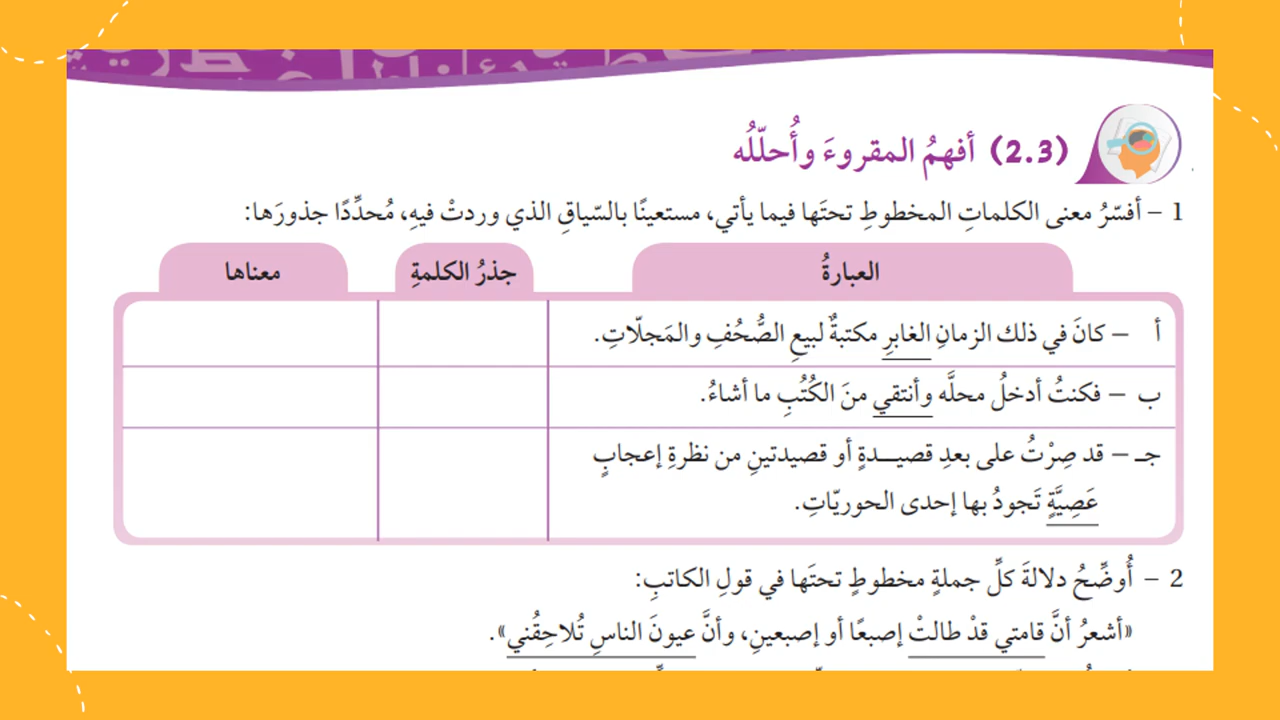 (2.3) أفهمُ المقروءَ وأُحلّلُه
1 – أفسّرُ معنى الكلماتِ المخطوطِ تحتَها فيما يأتي، مستعينًا بالسّياقِ الذي وردتْ فيهِ، مُحدِّدًا جذورَها:
العبارةُ جذرُ الكلمةِ معناها
أ – كانَ في ذلك الزمانِ الغابرِ مكتبةٌ لبيعِ الصُّحُفِ والمَجلّاتِ.
ب – فكنتُ أدخلُ محلَّه وأنتقي منَ الكُتُبِ ما أشاءُ.
جـ – قد صِرْتُ على بعدِ قصيـــدةٍ أو قصيدتينِ من نظرةِ إعجابٍ
عَصِيَّةٍ تَجودُ بها إحدى الحوريّاتِ.
2 – أُوضِّحُ دلالةَ كلِّ جملةٍ مخطوطٍ تحتَها في قولِ الكاتبِ:
«أشعرُ أنَّ قامتي قدْ طالتْ إصبعًا أو إصبعينِ، وأنَّ عيونَ الناسِ تُلاحِقُني».